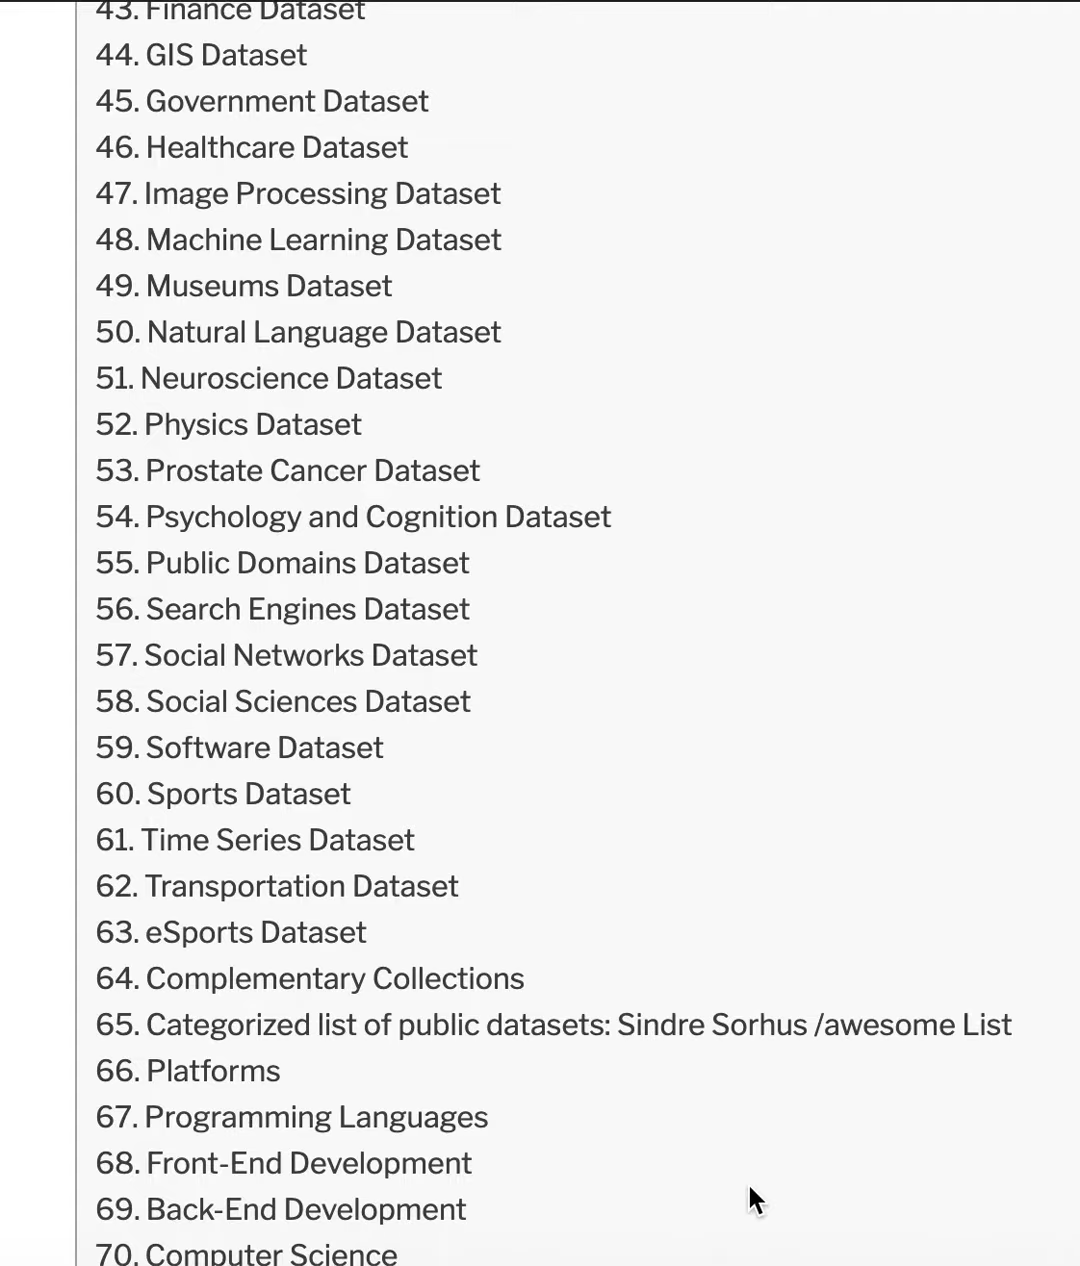 43. Finance Dataset
44. GIS Dataset
45. Government Dataset
46. Healthcare Dataset
47. Image Processing Dataset
48. Machine Learning Dataset
49. Museums Dataset
50. Natural Language Dataset
51. Neuroscience Dataset
52. Physics Dataset
53. Prostate Cancer Dataset
54. Psychology and Cognition Dataset
55. Public Domains Dataset
56. Search Engines Dataset
57. Social Networks Dataset
58. Social Sciences Dataset
59. Software Dataset
60. Sports Dataset
61. Time Series Dataset
62. Transportation Dataset
63. eSports Dataset
64. Complementary Collections
65. Categorized list of public datasets: Sindre Sorhus /awesome List
66. Platforms
67. Programming Languages
68. Front-End Development
69. Back-End Development
70. Computer Science